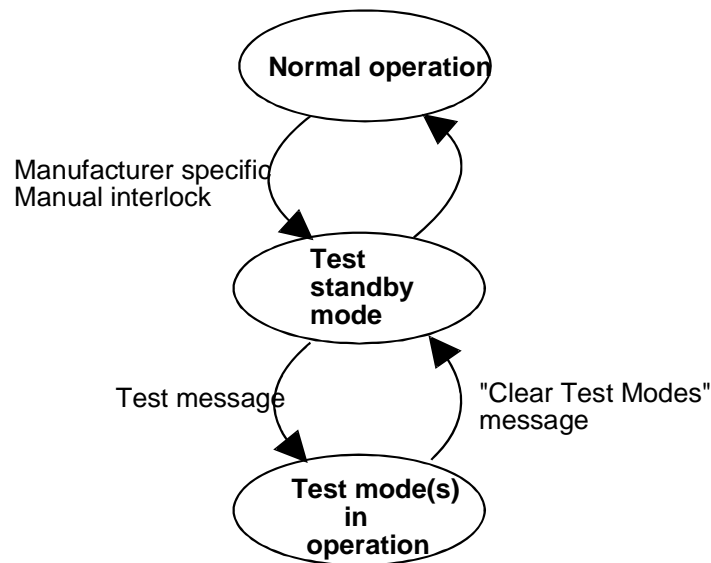 Normal operation
Manufacturer specific
Manual interlock
Test
standby
mode
Test message
"Clear Test Modes"
message
Test mode(s)
in
operation